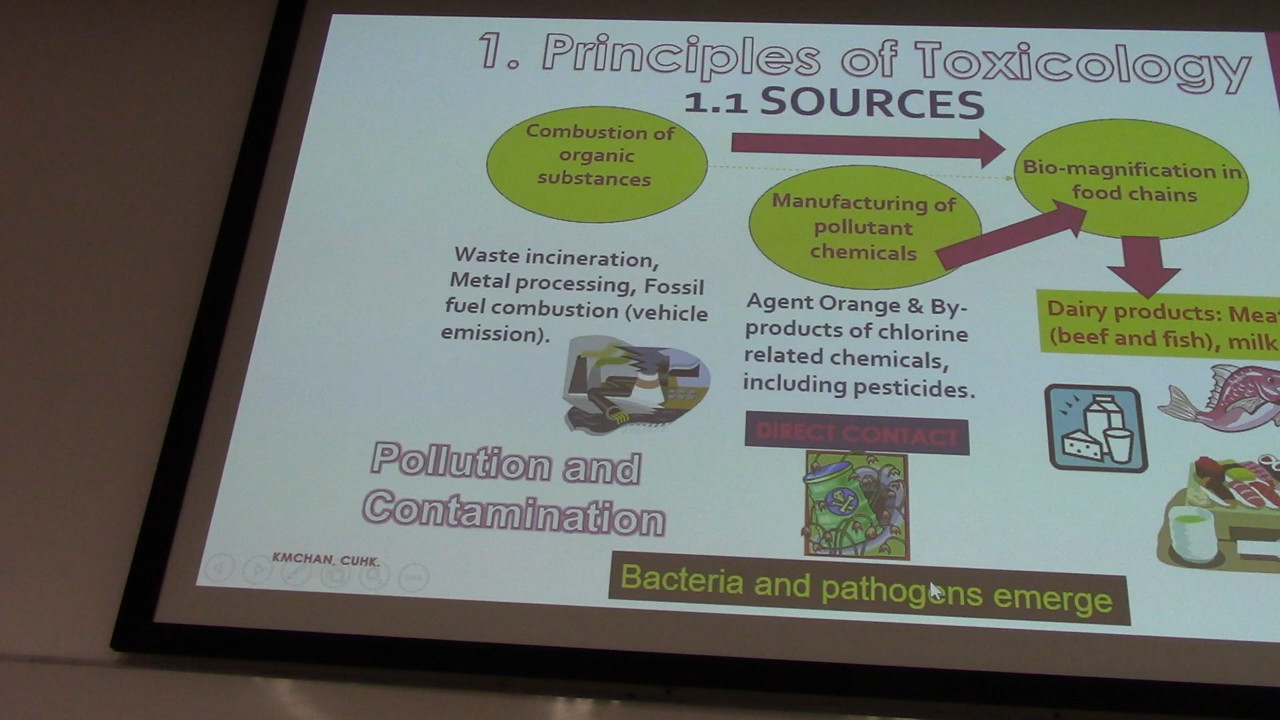 1. Principles of Toxicology
1.1 SOURCES
Combustion of
organic
substances
Manufacturing of
pollutant
chemicals
Bio-magnification in
food chains
Waste incineration,
Metal processing, Fossil
fuel combustion (vehicle
emission).
Agent Orange & By-
products of chlorine
related chemicals,
including pesticides.
Dairy products: Mea
(beef and fish), milk
DIRECT CONTACT
Pollution and
Contamination
KMCHAN, CUHK.
Bacteria and pathogens emerge